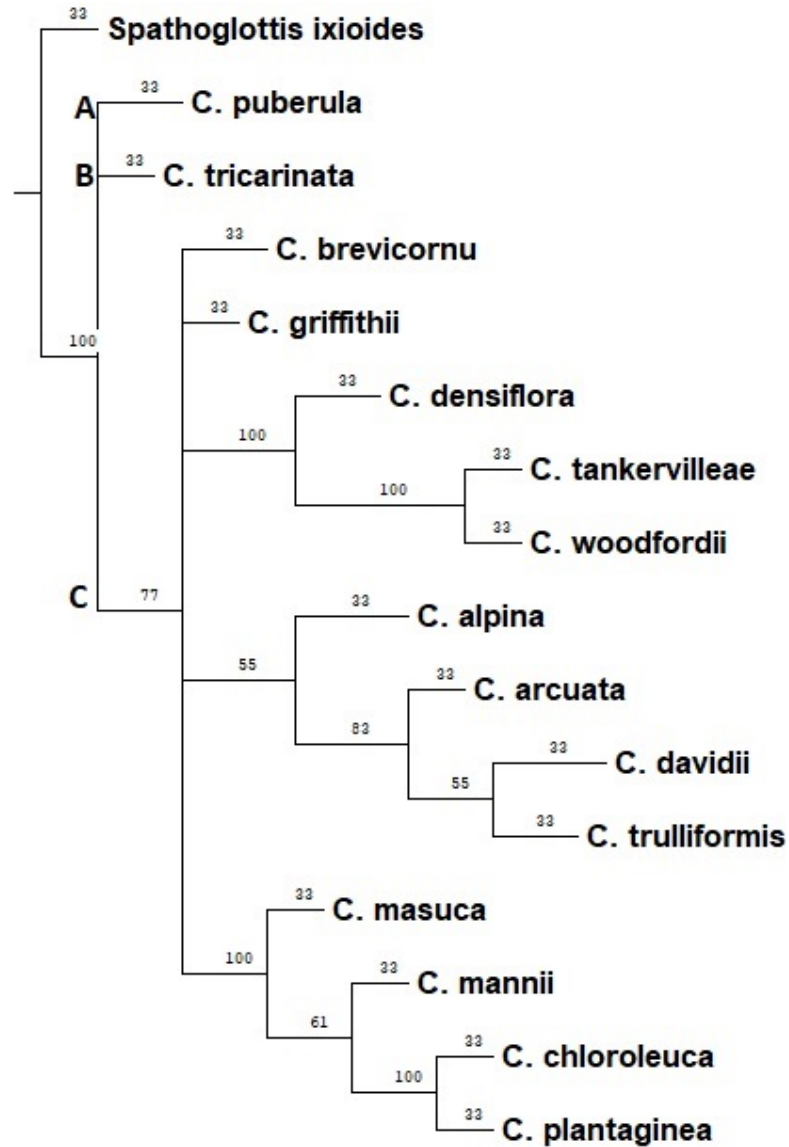 33
Spathoglottis ixioides
A
33
C. puberula
B
33
C. tricarinata
33
C. brevicornu
33
C. griffithii
100
33
C. densiflora
100
33
C. tankervilleae
100
33
C. woodfordii
C
77
33
C. alpina
55
33
C. arcuata
83
33
C. davidii
55
33
C. trulliformis
33
C. masuca
100
33
C. mannii
61
33
C. chloroleuca
100
33
C. plantaginea